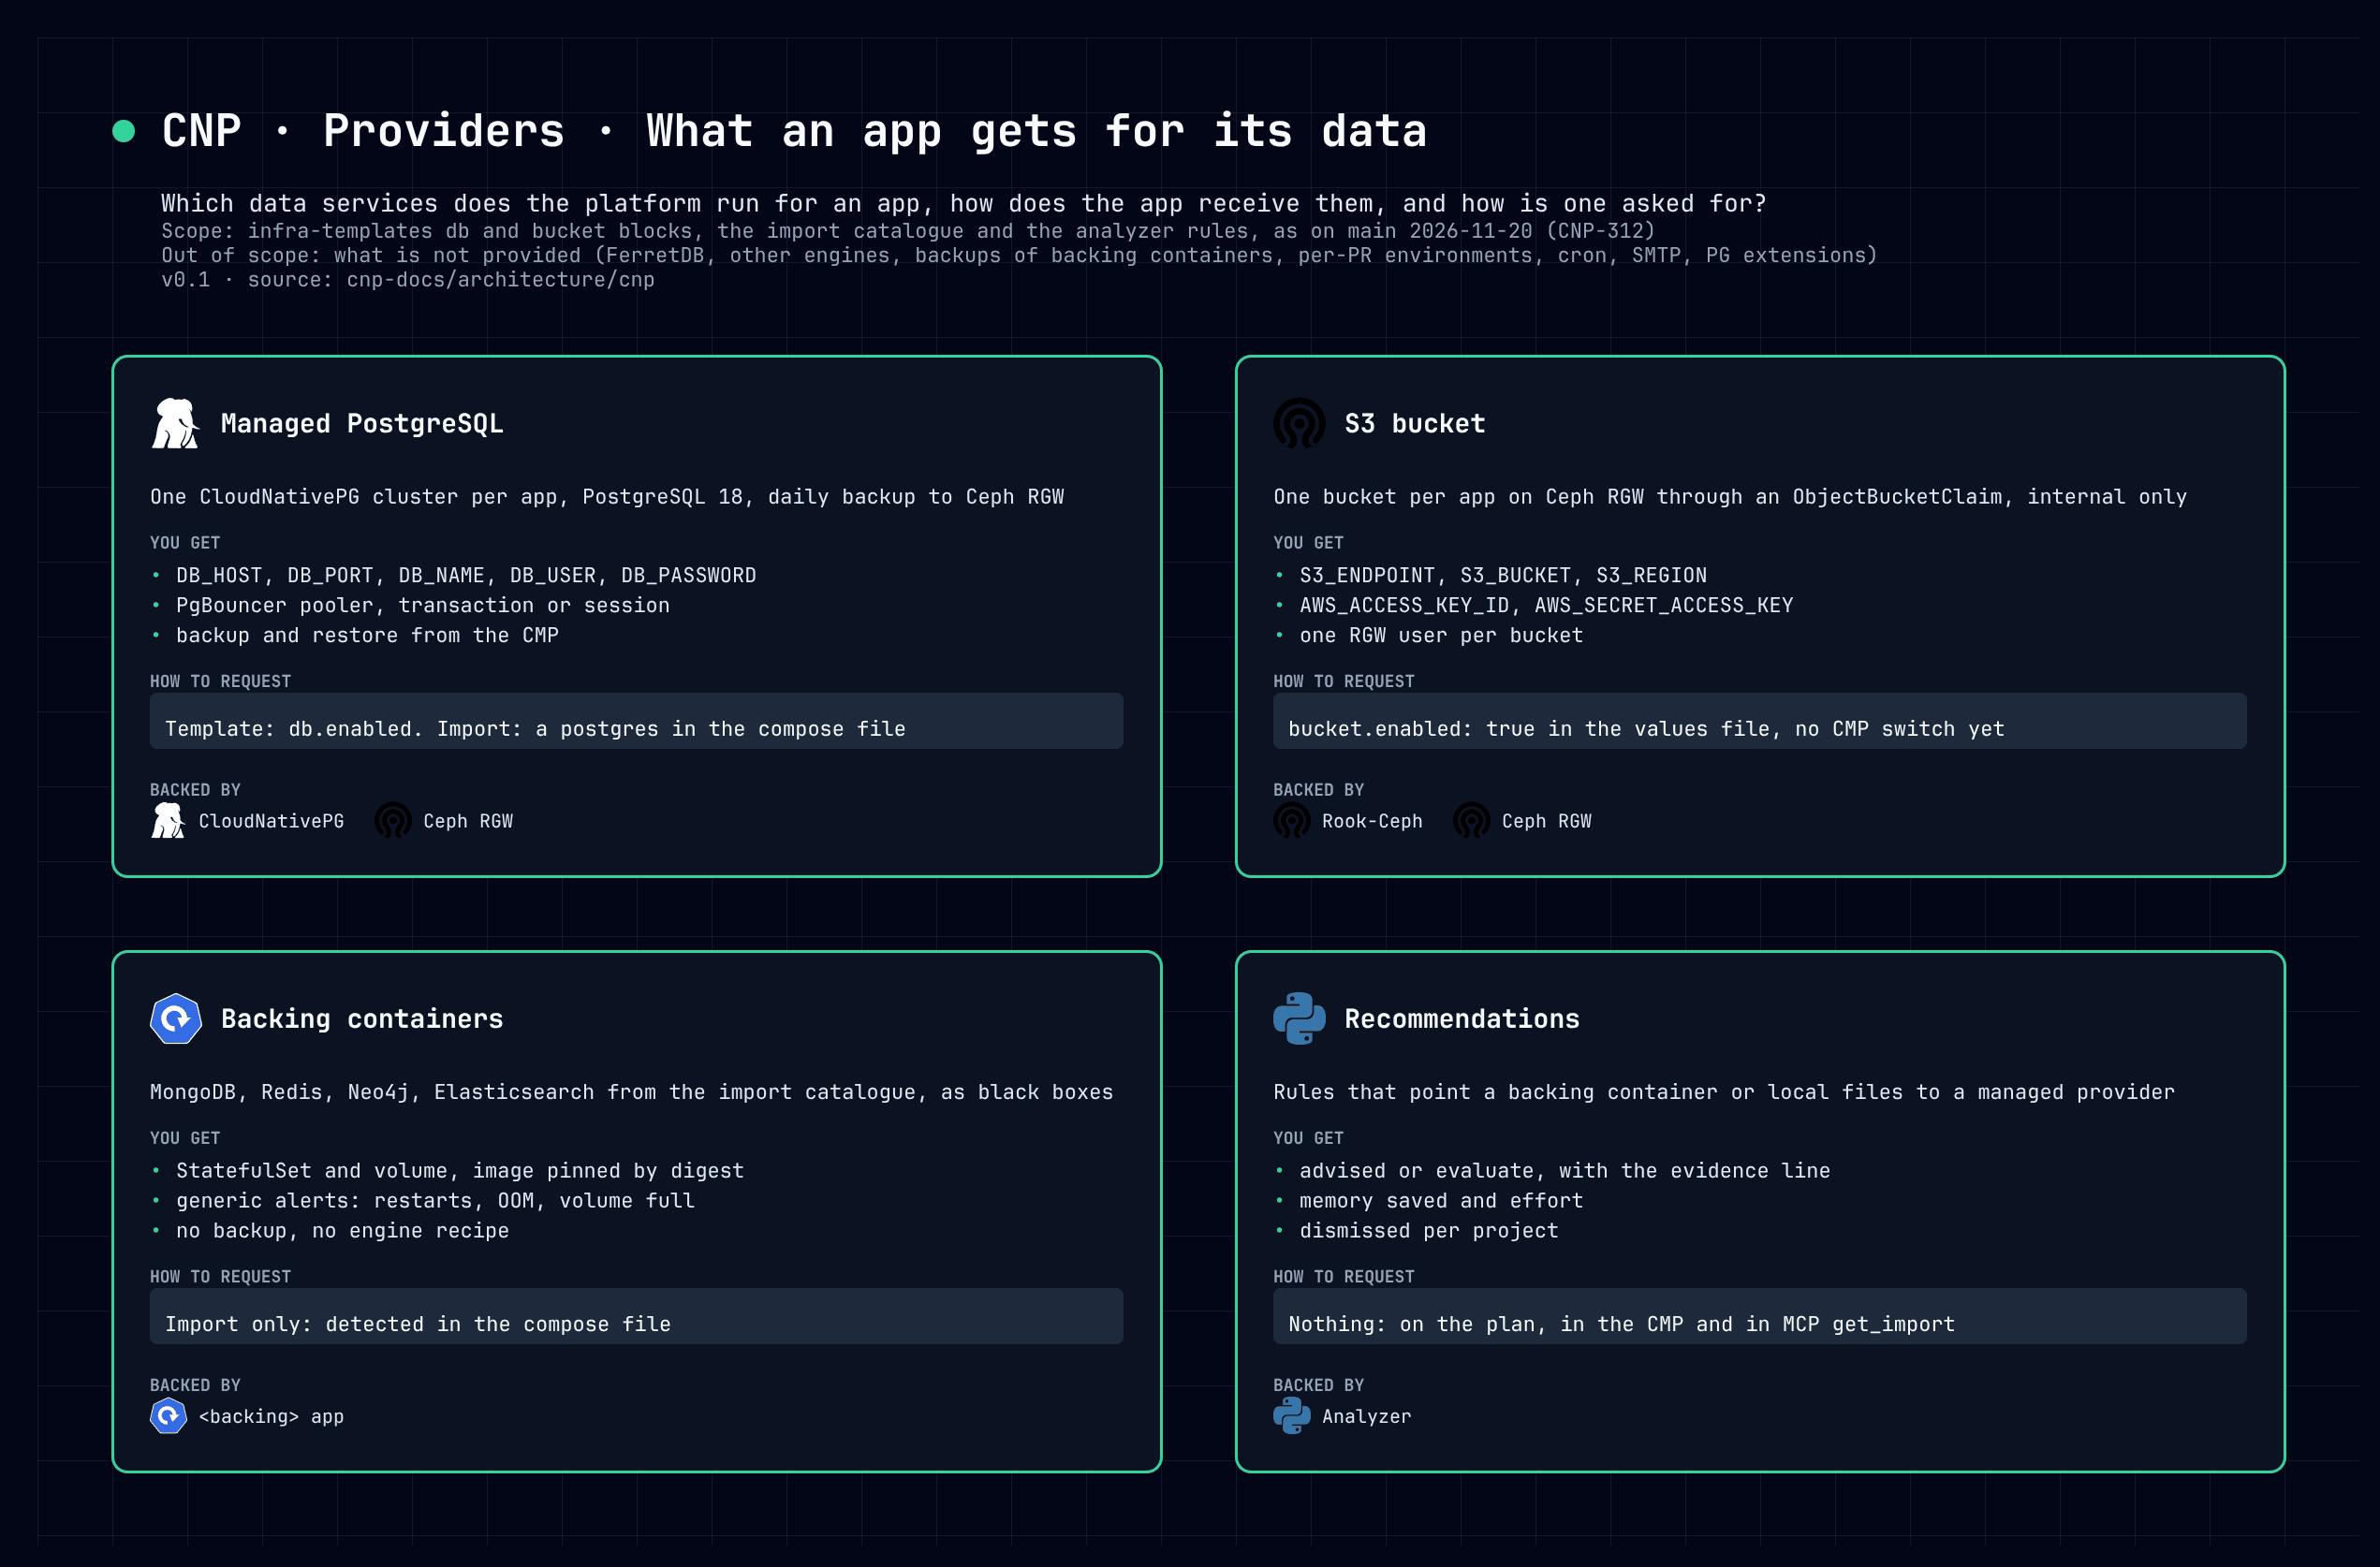 CNP · Providers · What an app gets for its data
Which data services does the platform run for an app, how does the app receive them, and how is one asked for?
Scope: infra-templates db and bucket blocks, the import catalogue and the analyzer rules, as on main 2026-11-20 (CNP-312)
Out of scope: what is not provided (FerretDB, other engines, backups of backing containers, per-PR environments, cron, SMTP, PG extensions)
v0.1 · source: cnp-docs/architecture/cnp
Managed PostgreSQL
One CloudNativePG cluster per app, PostgreSQL 18, daily backup to Ceph RGW
YOU GET
• DB_HOST, DB_PORT, DB_NAME, DB_USER, DB_PASSWORD
• PgBouncer pooler, transaction or session
• backup and restore from the CMP
HOW TO REQUEST
Template: db.enabled. Import: a postgres in the compose file
BACKED BY
CloudNativePG Ceph RGW
S3 bucket
One bucket per app on Ceph RGW through an ObjectBucketClaim, internal only
YOU GET
• S3_ENDPOINT, S3_BUCKET, S3_REGION
• AWS_ACCESS_KEY_ID, AWS_SECRET_ACCESS_KEY
• one RGW user per bucket
HOW TO REQUEST
bucket.enabled: true in the values file, no CMP switch yet
BACKED BY
Rook-Ceph Ceph RGW
Backing containers
MongoDB, Redis, Neo4j, Elasticsearch from the import catalogue, as black boxes
YOU GET
• StatefulSet and volume, image pinned by digest
• generic alerts: restarts, OOM, volume full
• no backup, no engine recipe
HOW TO REQUEST
Import only: detected in the compose file
BACKED BY
<backing> app
Recommendations
Rules that point a backing container or local files to a managed provider
YOU GET
• advised or evaluate, with the evidence line
• memory saved and effort
• dismissed per project
HOW TO REQUEST
Nothing: on the plan, in the CMP and in MCP get_import
BACKED BY
Analyzer